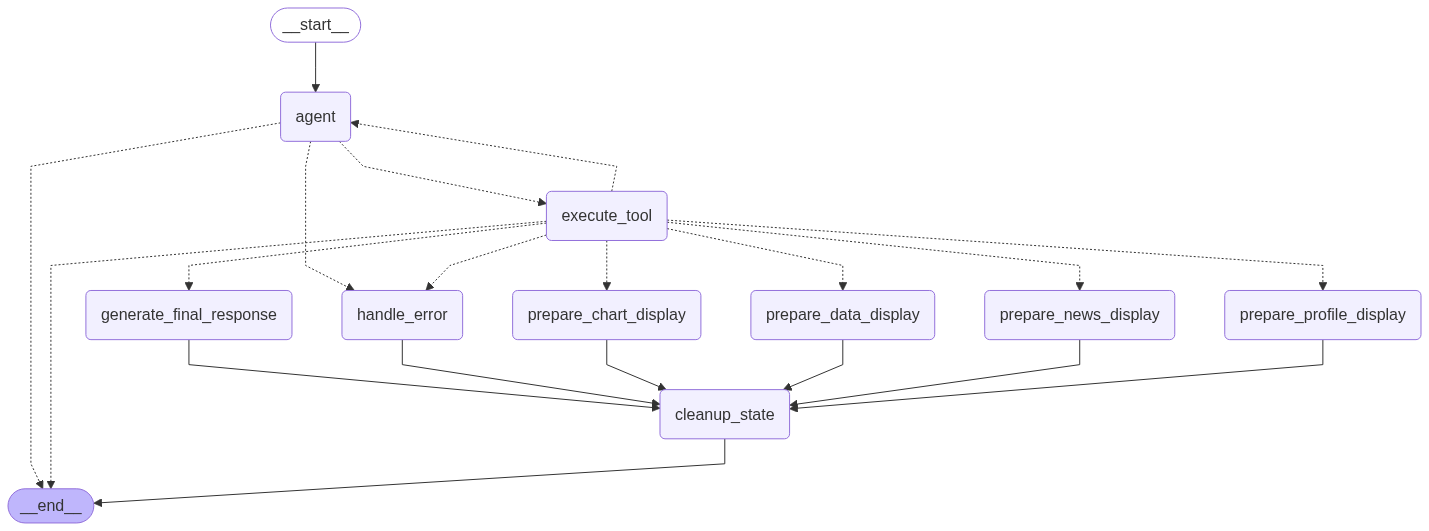 __start__
agent
execute_tool
generate_final_response
handle_error
prepare_chart_display
prepare_data_display
prepare_news_display
prepare_profile_display
cleanup_state
__end__